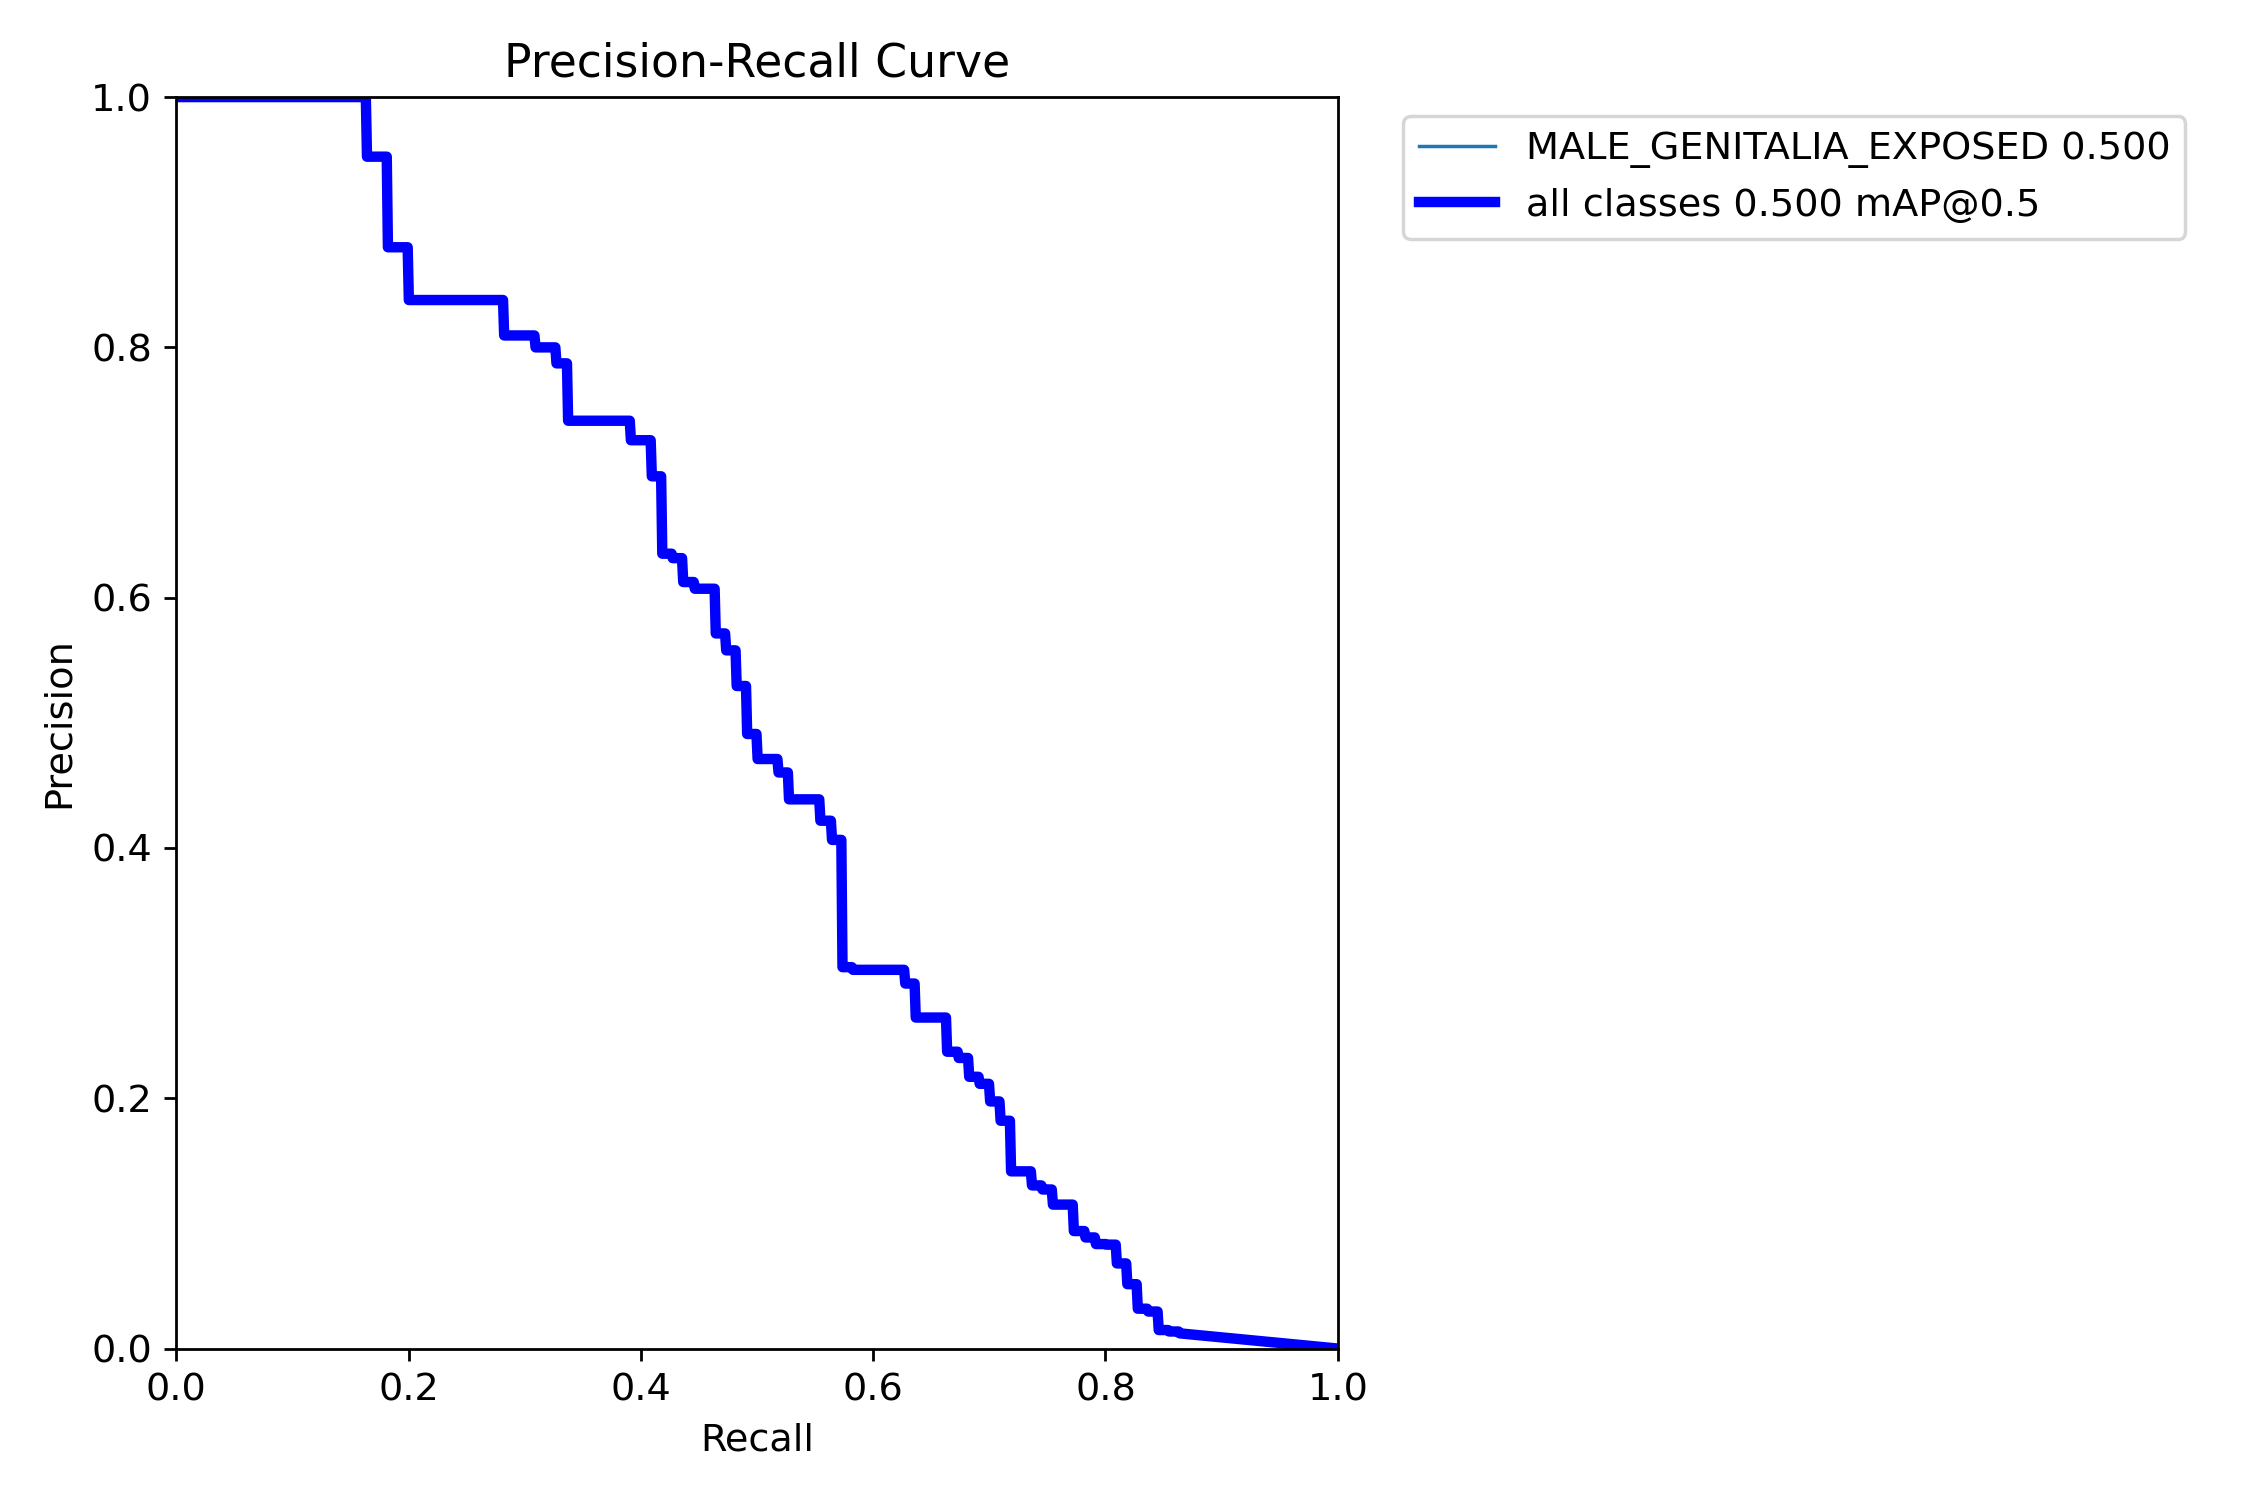 Precision-Recall Curve
1.0
0.8
0.6
0.4
0.2
0.0
Precision
0.0 0.2 0.4 0.6 0.8 1.0
Recall
MALE_GENITALIA_EXPOSED 0.500
all classes 0.500 mAP@0.5